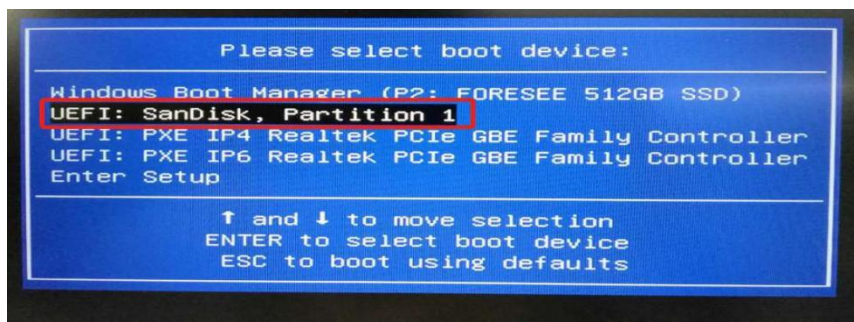 Please select boot device:
Windows Boot Manager (P2: FORESEE 512GB SSD)
UEFI: SanDisk, Partition 1
UEFI: PXE IP4 Realtek PCIe GBE Family Controller
UEFI: PXE IP6 Realtek PCIe GBE Family Controller
Enter Setup
↑ and ↓ to move selection
ENTER to select boot device
ESC to boot using defaults